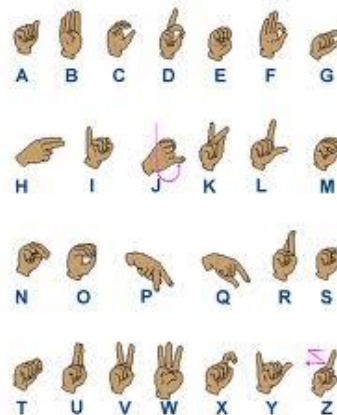 A B C D E F G
H I J K L M
N O P Q R S
T U V W X Y Z